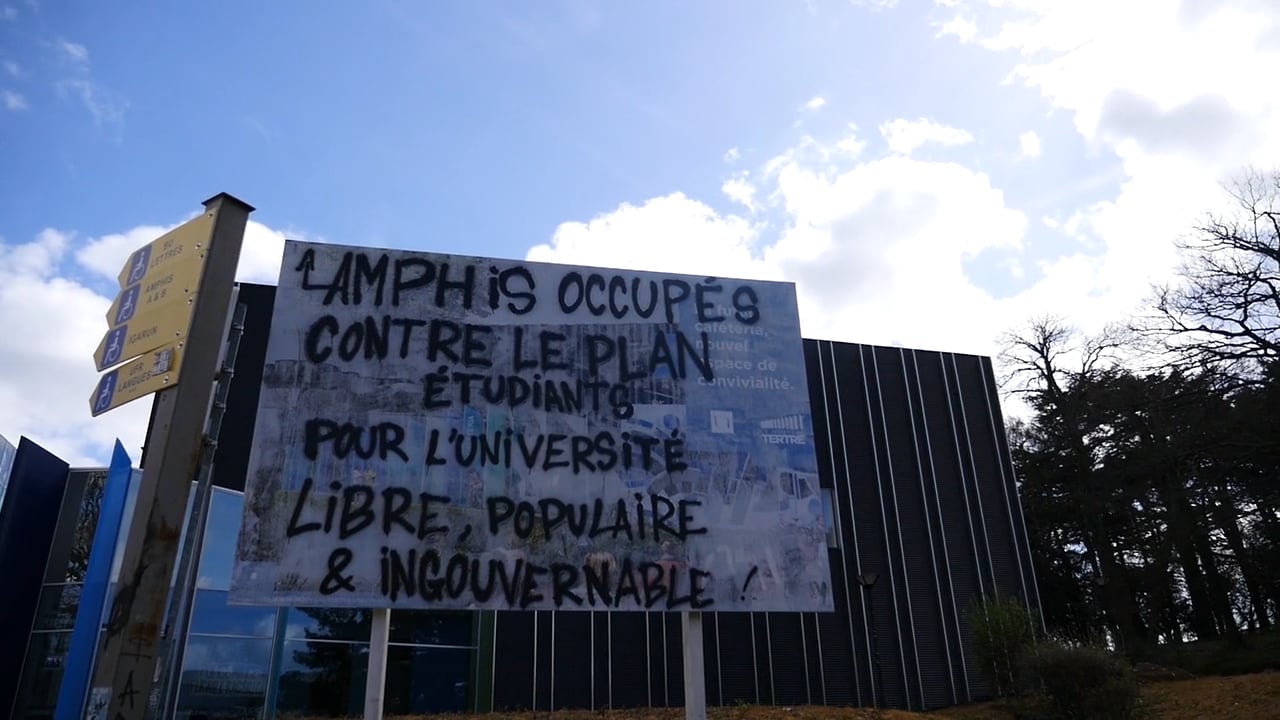 BU
LETTRES
AMPHIS
A & B
IGARUN
UFR
LANGUES
AMPHiS OCCUPÉS
CONTRE LE PLAN
ÉTUDiANTS
POUR L'UNiVERSiTÉ
LiBRE, POPULAiRE
& iNGOUVERNABLE !
cafétéria,
nouvel
espace de
convivialité.
TERTRE